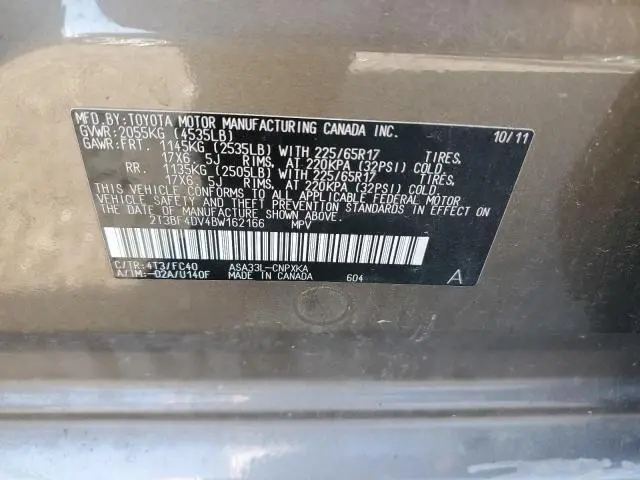 MFD.BY:TOYOTA MOTOR MANUFACTURING CANADA INC.
GVWR:2055KG (4535LB) 10/11
GAWR:FRT. 1145KG (2535LB) WITH 225/65R17 TIRES,
17X6. 5J RIMS, AT 220KPA (32PSI) COLD
RR. 1135KG (2505LB) WITH 225/65R17 TIRES,
17X6. 5J RIMS, AT 220KPA (32PSI) COLD
THIS VEHICLE CONFORMS TO ALL APPLICABLE FEDERAL MOTOR
VEHICLE SAFETY AND THEFT PREVENTION STANDARDS IN EFFECT
ON THE DATE OF MANUFACTURE SHOWN ABOVE.
2T3BF4DV4BW162166 MPV
C/TR:4T3/FC40 ASA33L-CNPXKA A
A/TM:-02A/U140F MADE IN CANADA 604